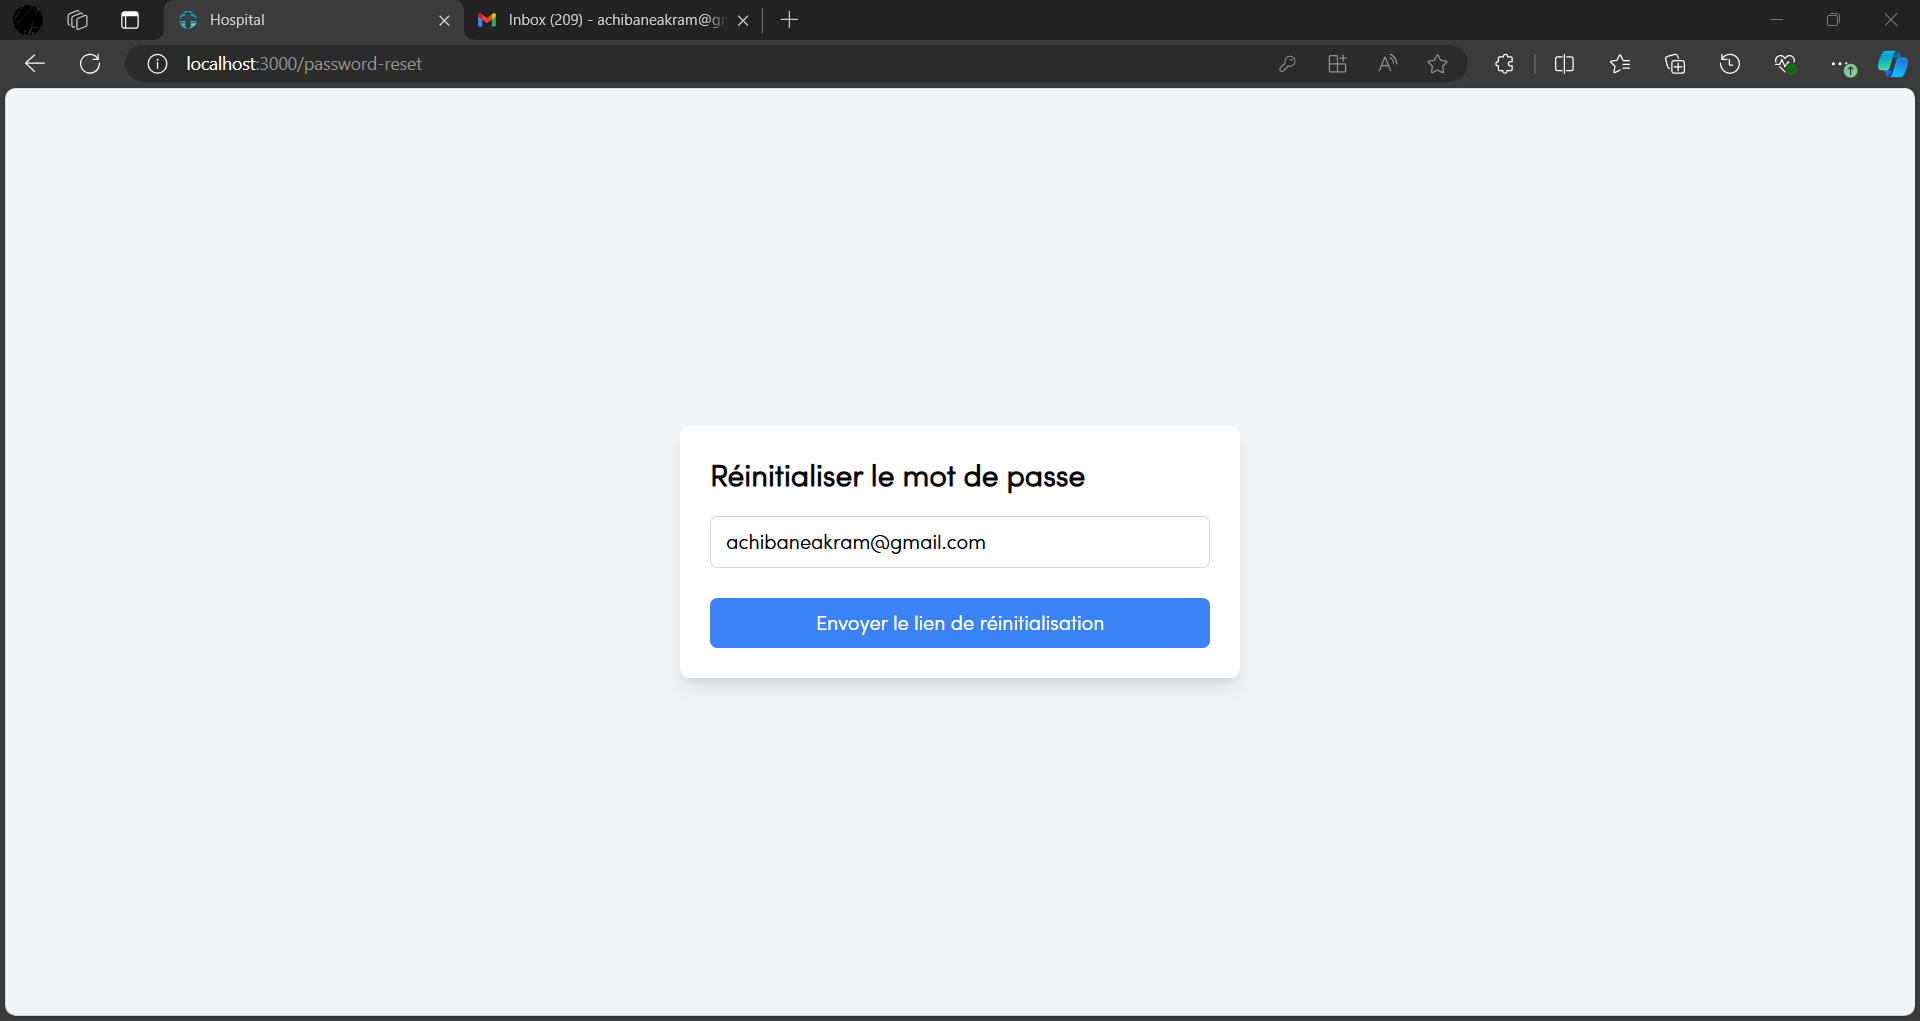 Hospital
Inbox (209) - achibaneakram@gr
localhost:3000/password-reset
Réinitialiser le mot de passe
achibaneakram@gmail.com
Envoyer le lien de réinitialisation